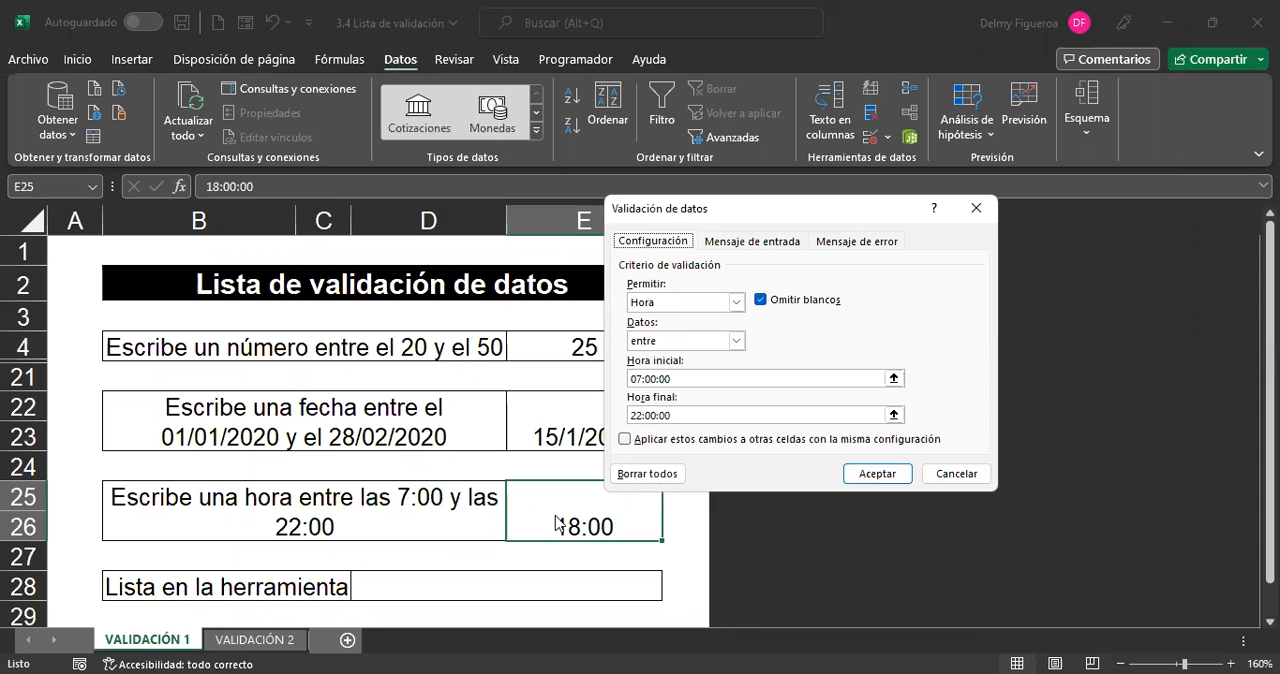 Autoguardado
3.4 Lista de validación
Buscar (Alt+Q)
Delmy Figueroa
DF
Archivo Inicio Insertar Disposición de página Fórmulas Datos Revisar Vista Programador Ayuda
Comentarios
Compartir
Obtener datos
Actualizar todo
Consultas y conexiones
Propiedades
Editar vínculos
Cotizaciones
Monedas
Ordenar
Filtro
Borrar
Volver a aplicar
Avanzadas
Texto en columnas
Análisis de hipótesis
Previsión
Esquema
Obtener y transformar datos
Consultas y conexiones
Tipos de datos
Ordenar y filtrar
Herramientas de datos
Previsión
E25
fx
18:00:00
A B C D E
1
2 Lista de validación de datos
3
4 Escribe un número entre el 20 y el 50 25
21
22 Escribe una fecha entre el
23 01/01/2020 y el 28/02/2020 15/1/20
24
25 Escribe una hora entre las 7:00 y las
26 22:00 18:00
27
28 Lista en la herramienta
29
Validación de datos
?
Configuración Mensaje de entrada Mensaje de error
Criterio de validación
Permitir:
Hora
Omitir blancos
Datos:
entre
Hora inicial:
07:00:00
Hora final:
22:00:00
Aplicar estos cambios a otras celdas con la misma configuración
Borrar todos
Aceptar
Cancelar
VALIDACIÓN 1 VALIDACIÓN 2
Listo
Accesibilidad: todo correcto
160%